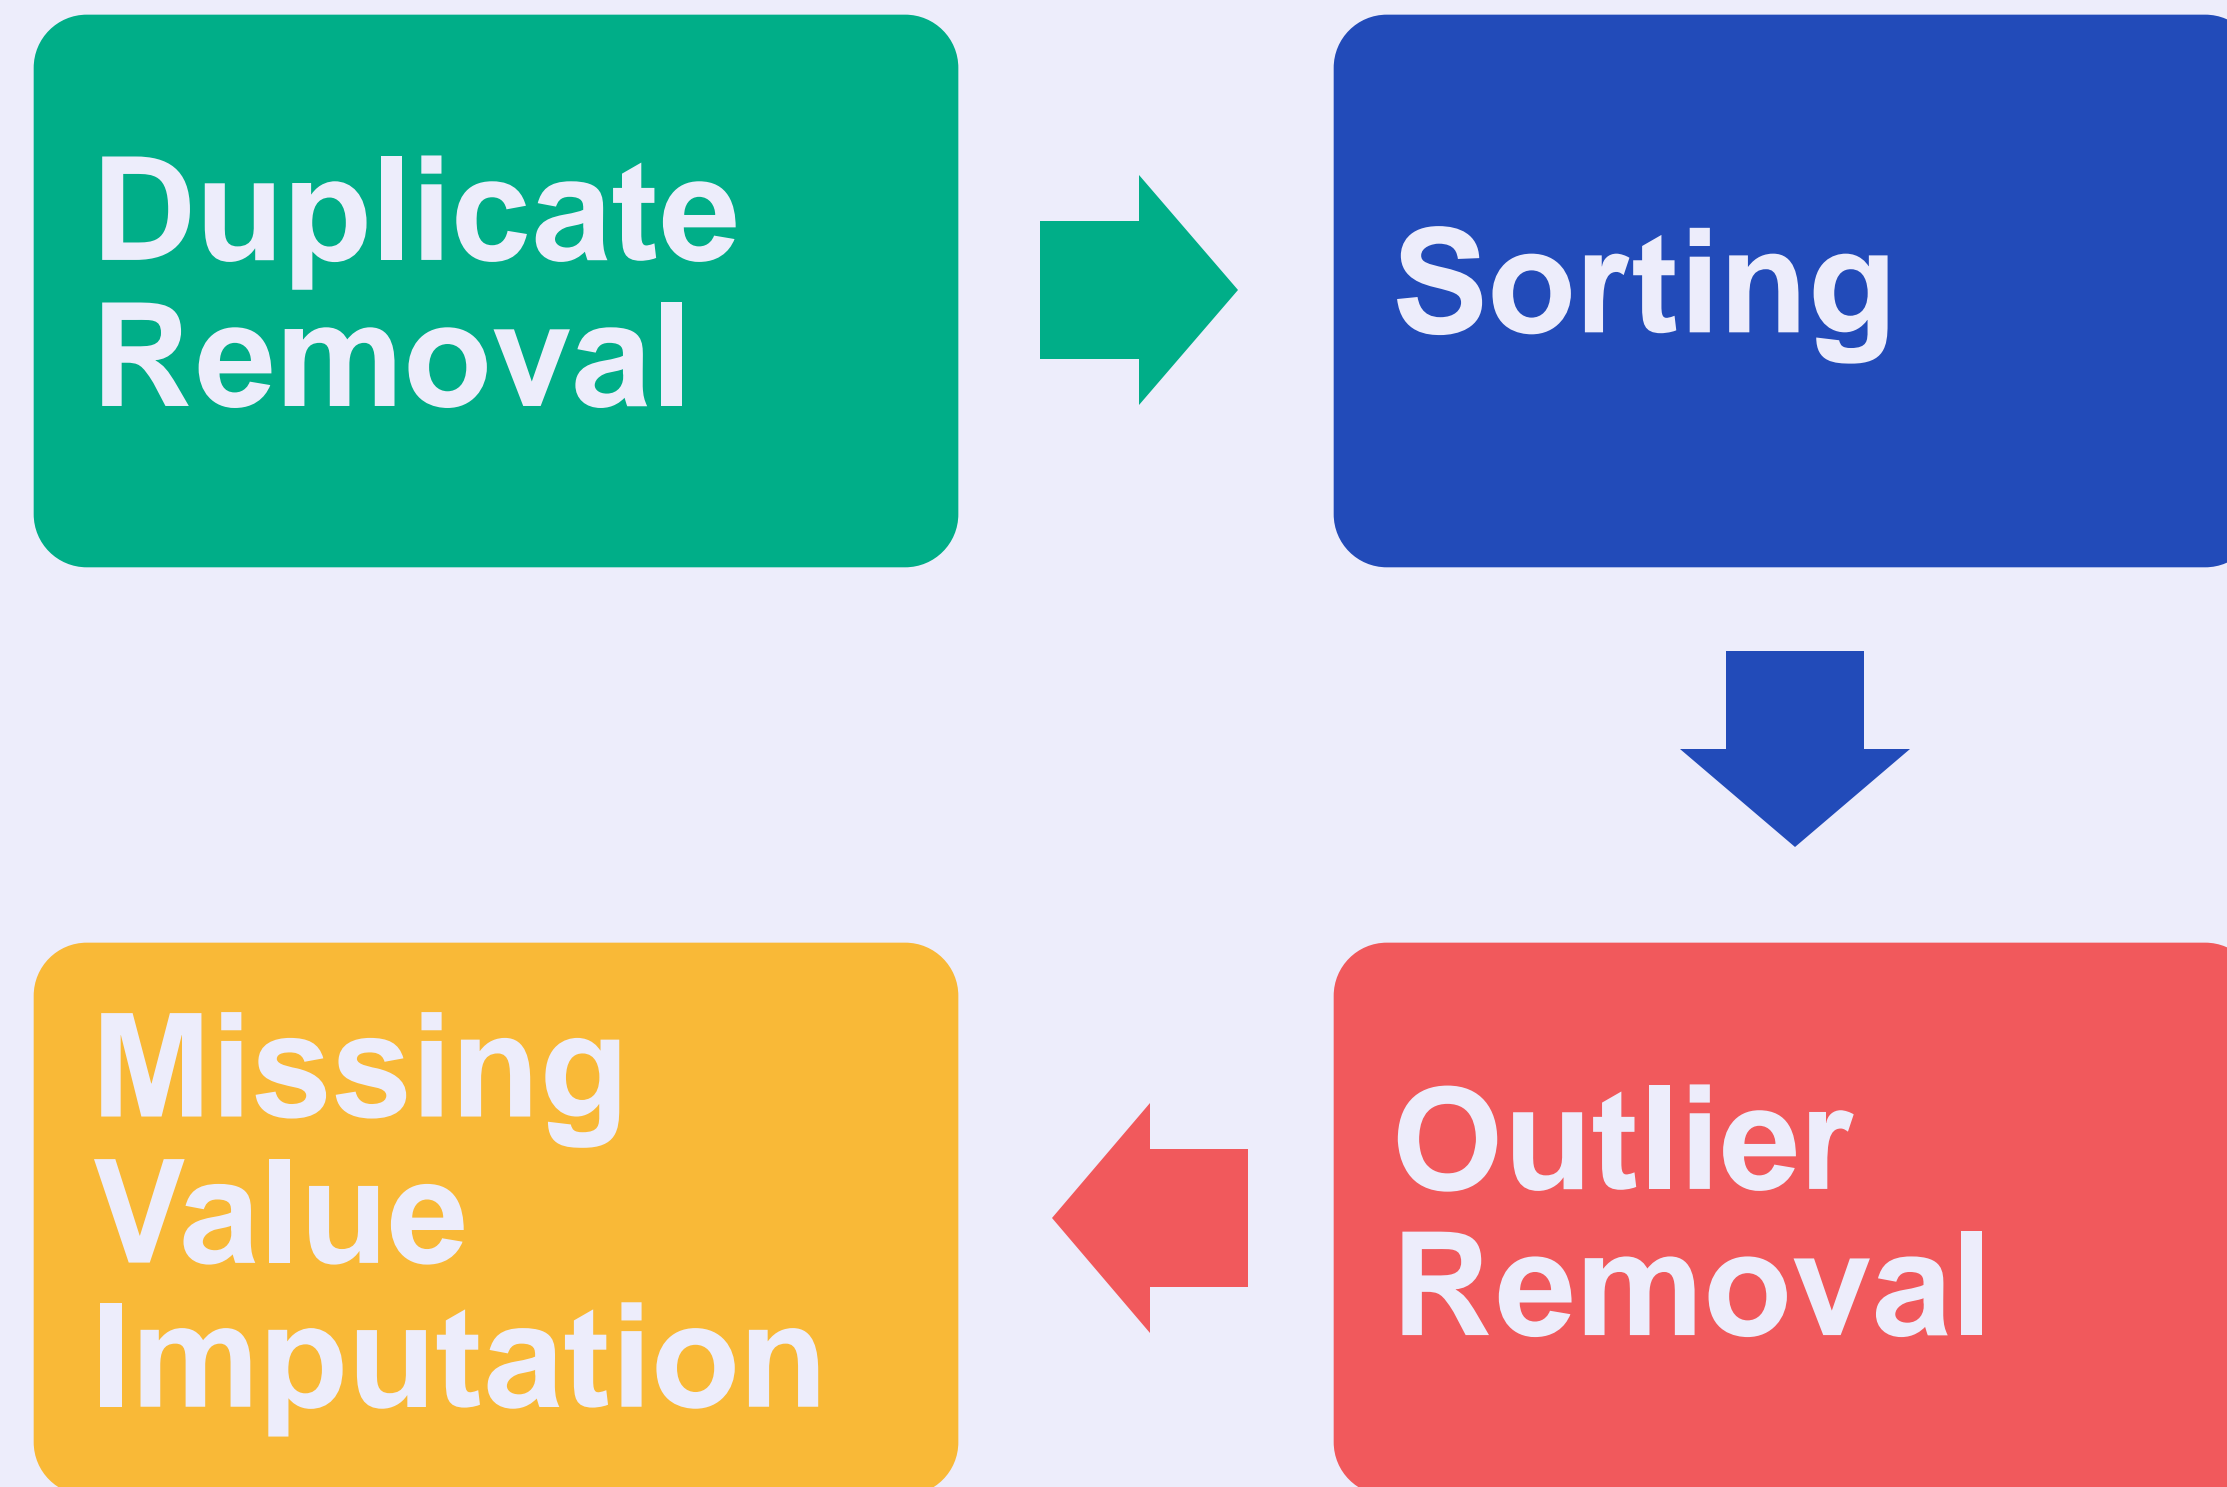 Duplicate
Removal
Sorting
Outlier
Removal
Missing
Value
Imputation